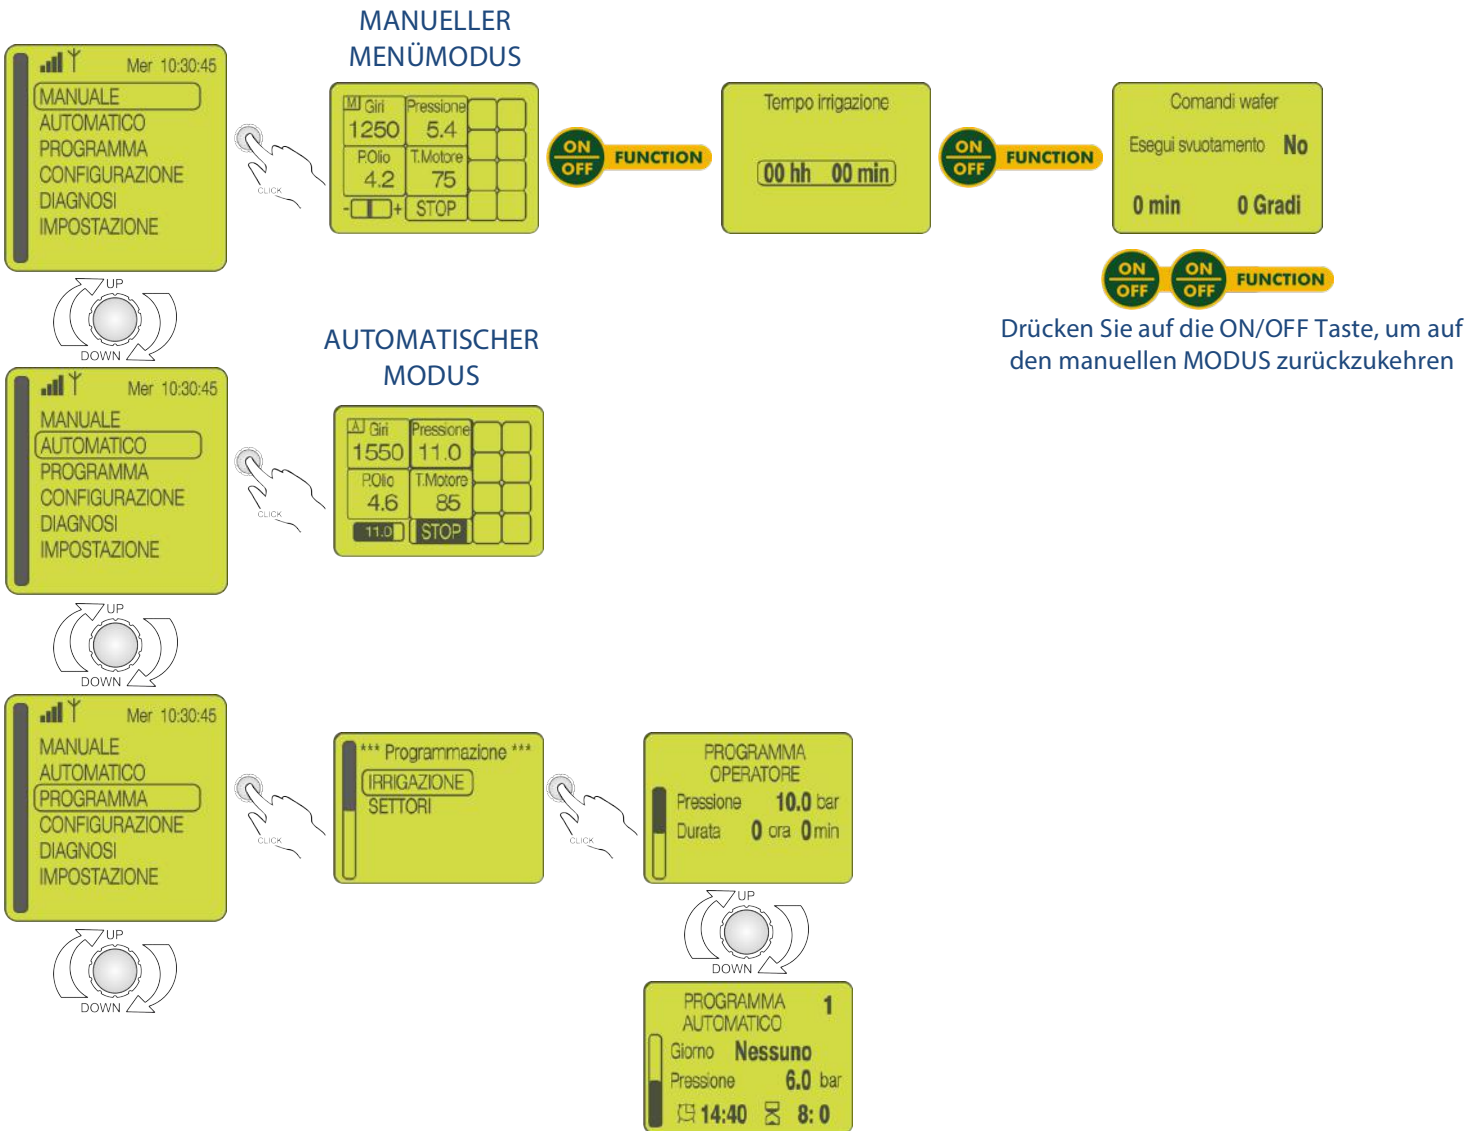 MANUELLER
MENÜMODUS
Mer 10:30:45
MANUALE
AUTOMATICO
PROGRAMMA
CONFIGURAZIONE
DIAGNOSI
IMPOSTAZIONE
CLICK
M Giri Pressione
1250 5.4
P.Olio T.Motore
4.2 75
- + STOP
ON
OFF
FUNCTION
Tempo irrigazione
00 hh 00 min
ON
OFF
FUNCTION
Comandi wafer
Esegui svuotamento No
0 min 0 Gradi
ON ON
OFF OFF
FUNCTION
Drücken Sie auf die ON/OFF Taste, um auf
den manuellen MODUS zurückzukehren
UP
DOWN
AUTOMATISCHER
MODUS
Mer 10:30:45
MANUALE
AUTOMATICO
PROGRAMMA
CONFIGURAZIONE
DIAGNOSI
IMPOSTAZIONE
CLICK
A Giri Pressione
1550 11.0
P.Olio T.Motore
4.6 85
11.0 STOP
UP
DOWN
Mer 10:30:45
MANUALE
AUTOMATICO
PROGRAMMA
CONFIGURAZIONE
DIAGNOSI
IMPOSTAZIONE
CLICK
*** Programmazione ***
IRRIGAZIONE
SETTORI
CLICK
PROGRAMMA
OPERATORE
Pressione 10.0 bar
Durata 0 ora 0 min
UP
DOWN
UP
DOWN
PROGRAMMA 1
AUTOMATICO
Giorno Nessuno
Pressione 6.0 bar
14:40 8: 0